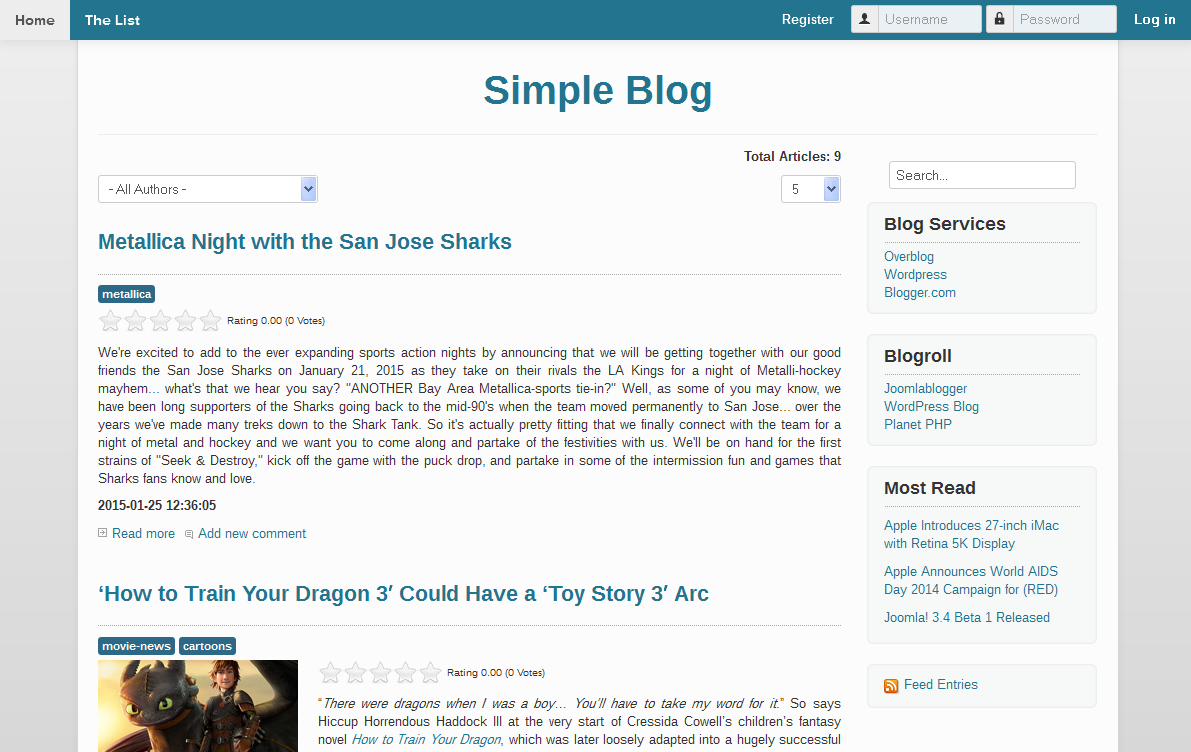 Home
The List
Register
Username
Password
Log in
Simple Blog
Total Articles: 9
- All Authors -
5
Metallica Night with the San Jose Sharks
metallica
Rating 0.00 (0 Votes)
We're excited to add to the ever expanding sports action nights by announcing that we will be getting together with our good
friends the San Jose Sharks on January 21, 2015 as they take on their rivals the LA Kings for a night of Metalli-hockey
mayhem... what's that we hear you say? "ANOTHER Bay Area Metallica-sports tie-in?" Well, as some of you may know, we
have been long supporters of the Sharks going back to the mid-90's when the team moved permanently to San Jose... over the
years we've made many treks down to the Shark Tank. So it's actually pretty fitting that we finally connect with the team for a
night of metal and hockey and we want you to come along and partake of the festivities with us. We'll be on hand for the first
strains of "Seek & Destroy," kick off the game with the puck drop, and partake in some of the intermission fun and games that
Sharks fans know and love.
2015-01-25 12:36:05
Read more
Add new comment
‘How to Train Your Dragon 3′ Could Have a ‘Toy Story 3′ Arc
movie-news
cartoons
Rating 0.00 (0 Votes)
“There were dragons when I was a boy… You’ll have to take my word for it.” So says
Hiccup Horrendous Haddock III at the very start of Cressida Cowell’s children’s fantasy
novel How to Train Your Dragon, which was later loosely adapted into a hugely successful
Search...
Blog Services
Overblog
Wordpress
Blogger.com
Blogroll
Joomlablogger
WordPress Blog
Planet PHP
Most Read
Apple Introduces 27-inch iMac
with Retina 5K Display
Apple Announces World AIDS
Day 2014 Campaign for (RED)
Joomla! 3.4 Beta 1 Released
Feed Entries